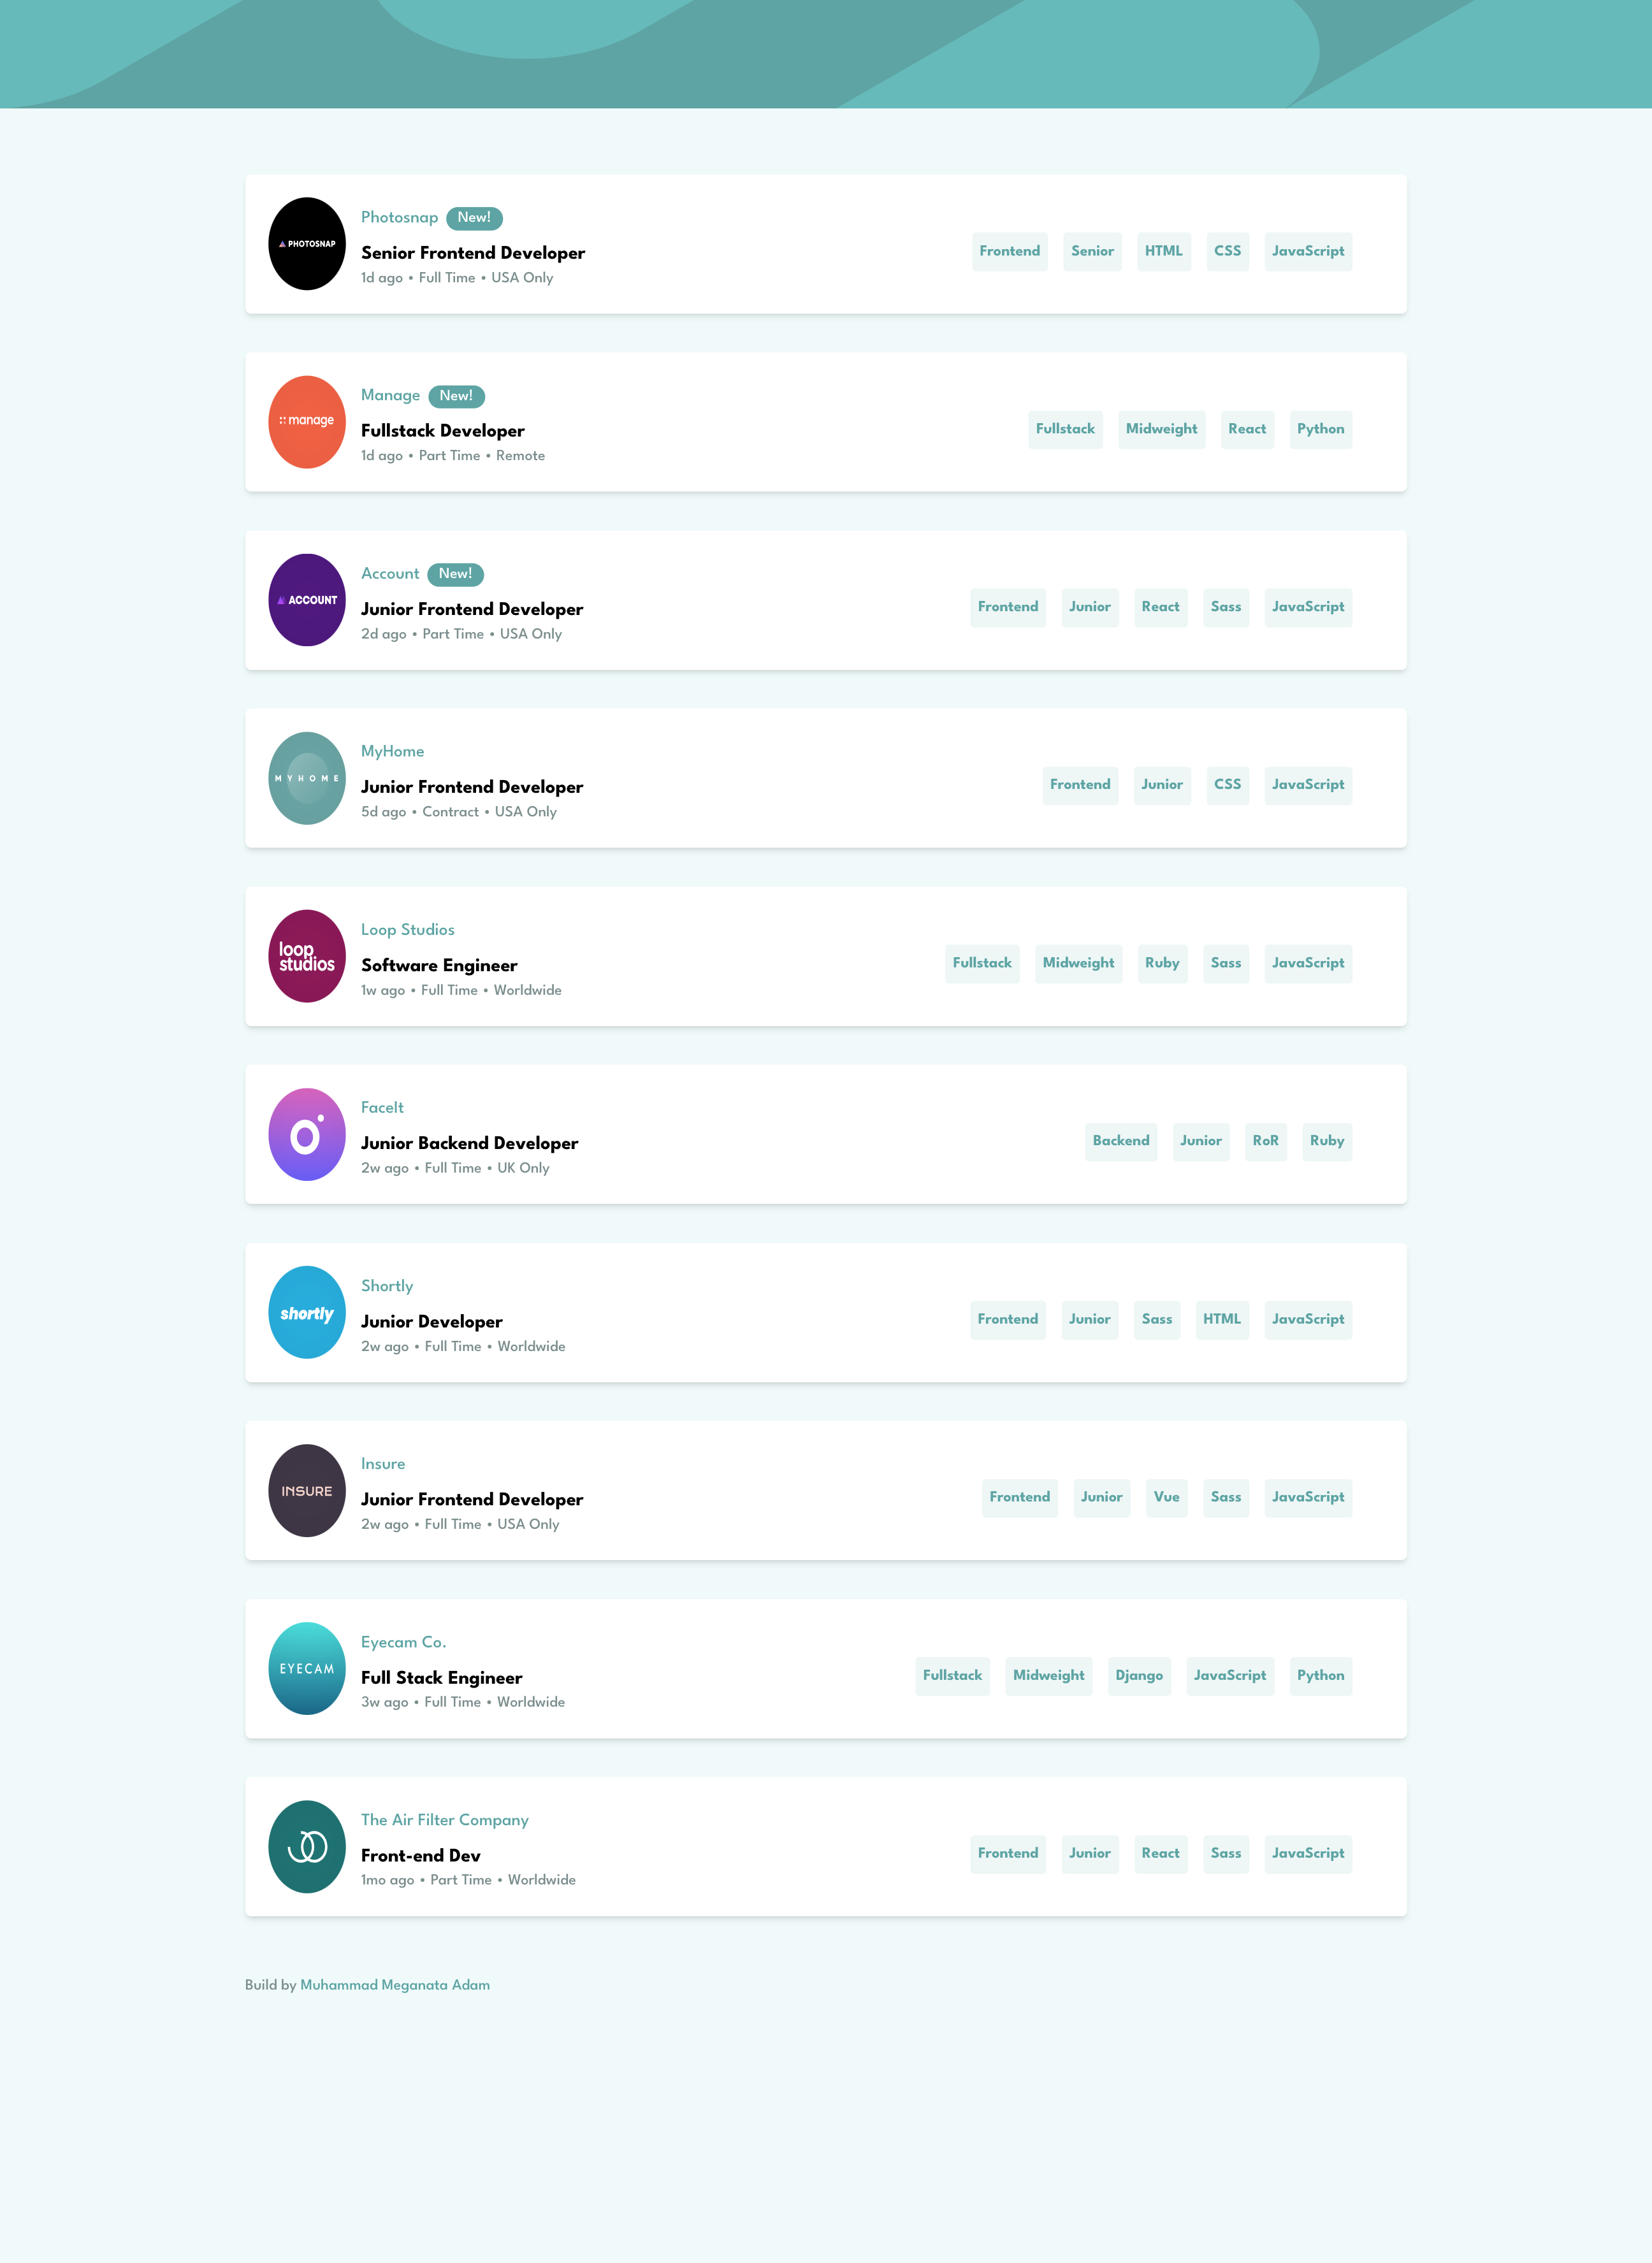 PHOTOSNAP
Photosnap New!
Senior Frontend Developer
1d ago • Full Time • USA Only
Frontend Senior HTML CSS JavaScript
manage
Manage New!
Fullstack Developer
1d ago • Part Time • Remote
Fullstack Midweight React Python
ACCOUNT
Account New!
Junior Frontend Developer
2d ago • Part Time • USA Only
Frontend Junior React Sass JavaScript
MYHOME
MyHome
Junior Frontend Developer
5d ago • Contract • USA Only
Frontend Junior CSS JavaScript
loop
studios
Loop Studios
Software Engineer
1w ago • Full Time • Worldwide
Fullstack Midweight Ruby Sass JavaScript
FaceIt
Junior Backend Developer
2w ago • Full Time • UK Only
Backend Junior RoR Ruby
shortly
Shortly
Junior Developer
2w ago • Full Time • Worldwide
Frontend Junior Sass HTML JavaScript
INSURE
Insure
Junior Frontend Developer
2w ago • Full Time • USA Only
Frontend Junior Vue Sass JavaScript
EYECAM
Eyecam Co.
Full Stack Engineer
3w ago • Full Time • Worldwide
Fullstack Midweight Django JavaScript Python
The Air Filter Company
Front-end Dev
1mo ago • Part Time • Worldwide
Frontend Junior React Sass JavaScript
Build by Muhammad Meganata Adam